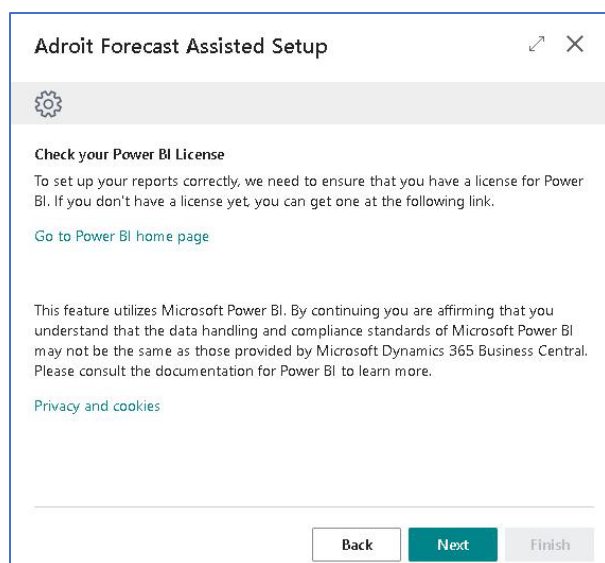 Adroit Forecast Assisted Setup
Check your Power BI License
To set up your reports correctly, we need to ensure that you have a license for Power
BI. If you don't have a license yet, you can get one at the following link.
Go to Power BI home page
This feature utilizes Microsoft Power BI. By continuing you are affirming that you
understand that the data handling and compliance standards of Microsoft Power BI
may not be the same as those provided by Microsoft Dynamics 365 Business Central.
Please consult the documentation for Power BI to learn more.
Privacy and cookies
Back Next Finish